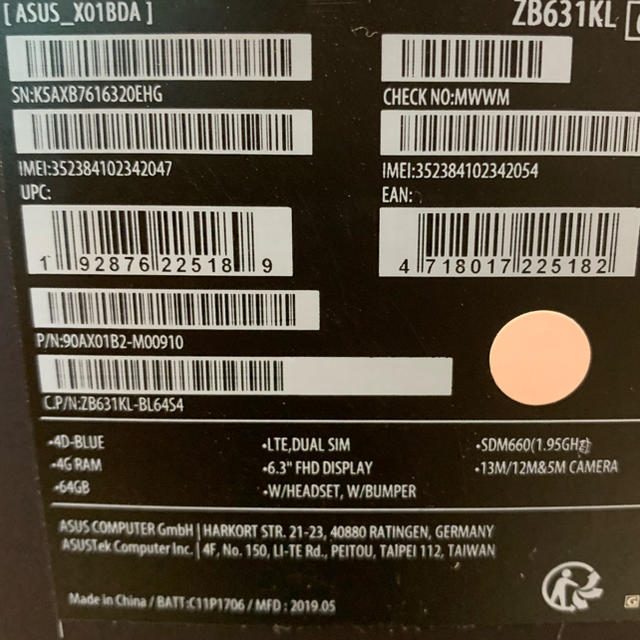 [ ASUS_X01BDA ]
ZB631KL
SN:K5AXB7616320EHG
CHECK NO:MWWM
IMEI:352384102342047
IMEI:352384102342054
UPC:
EAN:
1 92876 22518 9
4 718017 225182
P/N:90AX01B2-M00910
C.P/N:ZB631KL-BL64S4
•4D-BLUE
•LTE,DUAL SIM
•SDM660(1.95GHz)
•4G RAM
•6.3" FHD DISPLAY
•13M/12M&5M CAMERA
•64GB
•W/HEADSET, W/BUMPER
ASUS COMPUTER GmbH | HARKORT STR. 21-23, 40880 RATINGEN, GERMANY
ASUSTek Computer Inc. | 4F, No. 150, LI-TE Rd., PEITOU, TAIPEI 112, TAIWAN
Made in China / BATT:C11P1706 / MFD : 2019.05